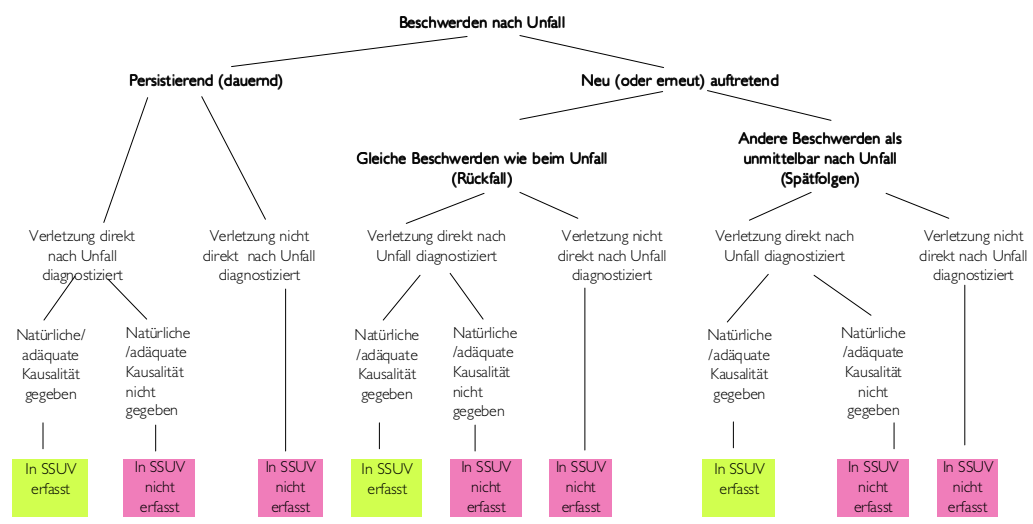 Beschwerden nach Unfall
Persistierend (dauernd)
Neu (oder erneut) auftretend
Gleiche Beschwerden wie beim Unfall
(Rückfall)
Andere Beschwerden als
unmittelbar nach Unfall
(Spätfolgen)
Verletzung direkt
nach Unfall
diagnostiziert
Verletzung nicht
direkt nach Unfall
diagnostiziert
Verletzung direkt nach
Unfall diagnostiziert
Verletzung nicht
direkt nach Unfall
diagnostiziert
Verletzung direkt nach
Unfall diagnostiziert
Verletzung nicht
direkt nach Unfall
diagnostiziert
Natürliche/
adäquate
Kausalität
gegeben
Natürliche
/adäquate
Kausalität
nicht
gegeben
Natürliche
/adäquate
Kausalität
gegeben
Natürliche
/adäquate
Kausalität
nicht
gegeben
Natürliche
/adäquate
Kausalität
gegeben
Natürliche
/adäquate
Kausalität
nicht
gegeben
In SSUV
erfasst
In SSUV
nicht
erfasst
In SSUV
nicht
erfasst
In SSUV
erfasst
In SSUV
nicht
erfasst
In SSUV
nicht
erfasst
In SSUV
erfasst
In SSUV
nicht
erfasst
In SSUV
nicht
erfasst